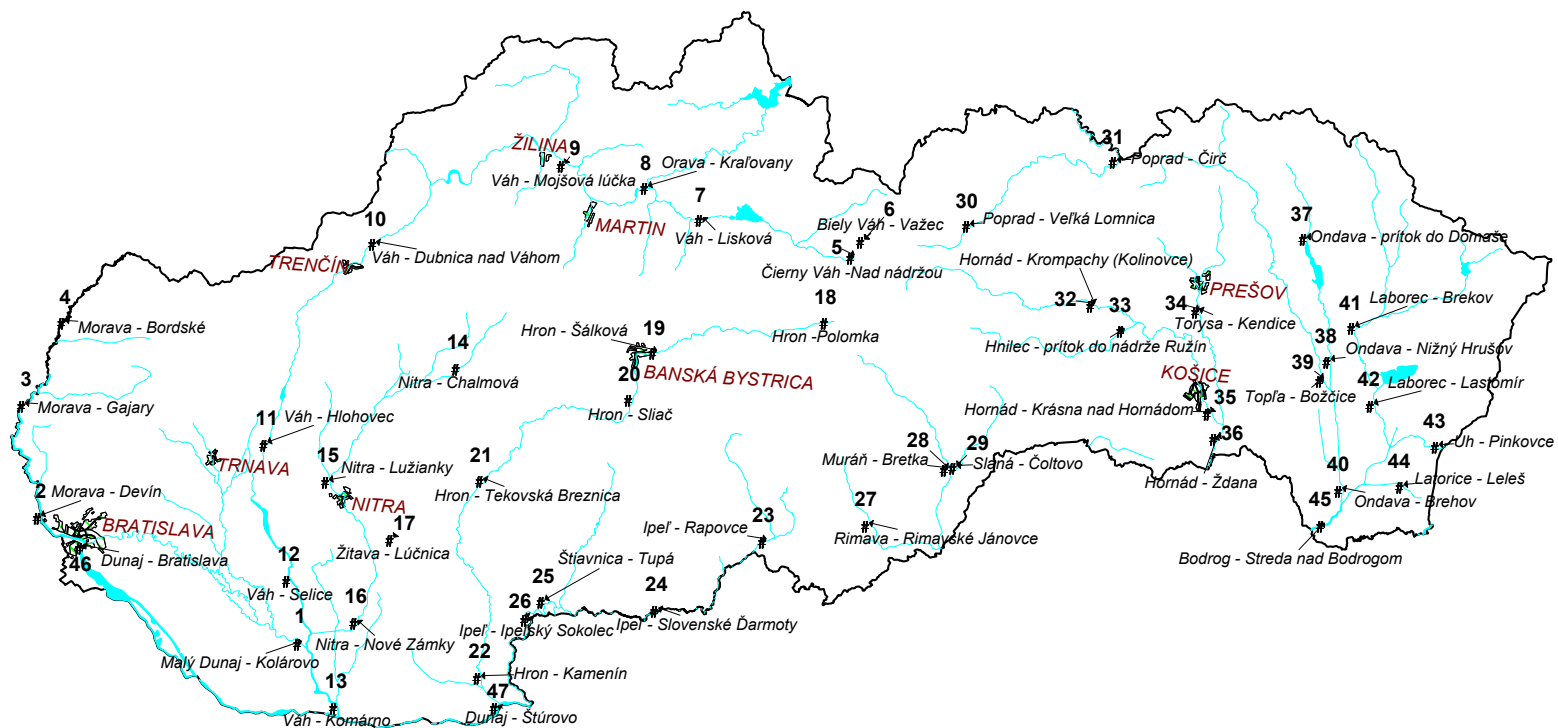 ŽILINA
9
Váh - Mojšová lúčka
8
Orava - Kraľovany
31
Poprad - Čirč
7
Váh - Lisková
MARTIN
6
Biely Váh - Važec
5
Čierny Váh -Nad nádržou
30
Poprad - Veľká Lomnica
37
Ondava - prítok do Domaše
10
Váh - Dubnica nad Váhom
TRENČÍN
Hornád - Krompachy (Kolinovce)
32
33
Hnilec - prítok do nádrže Ružín
PREŠOV
34
Torysa - Kendice
41
Laborec - Brekov
4
Morava - Bordské
18
Hron -Polomka
14
Nitra - Chalmová
Hron - Šálková
19
BANSKÁ BYSTRICA
20
Hron - Sliač
38
Ondava - Nižný Hrušov
39
Topľa - Božčice
42
Laborec - Lastomír
KOŠICE
35
Hornád - Krásna nad Hornádom
36
Hornád - Ždana
3
Morava - Gajary
11
Váh - Hlohovec
TRNAVA
15
Nitra - Lužianky
NITRA
21
Hron - Tekovská Breznica
28
Muráň - Bretka
29
Slaná - Čoltovo
43
Uh - Pinkovce
40
Ondava - Brehov
44
Latorice - Leleš
45
Bodrog - Streda nad Bodrogom
2
Morava - Devín
BRATISLAVA
Dunaj - Bratislava
46
17
Žitava - Lúčnica
23
Ipeľ - Rapovce
27
Rimava - Rimavské Jánovce
12
Váh - Selice
16
Nitra - Nové Zámky
25
Štiavnica - Tupá
24
Ipeľ - Slovenské Ďarmoty
26
Ipeľ - Ipeľský Sokolec
1
Malý Dunaj - Kolárovo
22
Hron - Kamenín
13
Váh - Komárno
47
Dunaj - Štúrovo